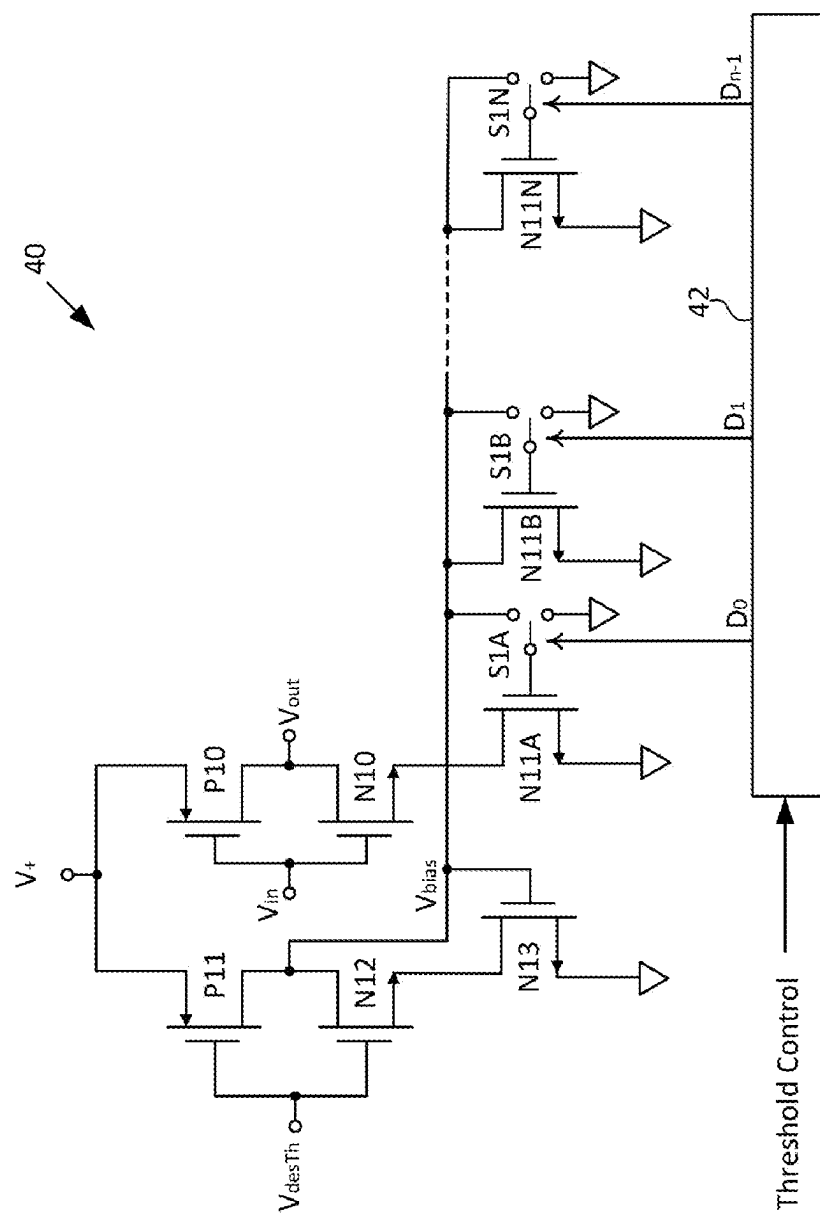 40
V+
P11
P10
VdesTh
Vin
Vout
N12
N10
Vbias
N13
N11A
S1A
N11B
S1B
N11N
S1N
D0
D1
Dn-1
42
Threshold Control